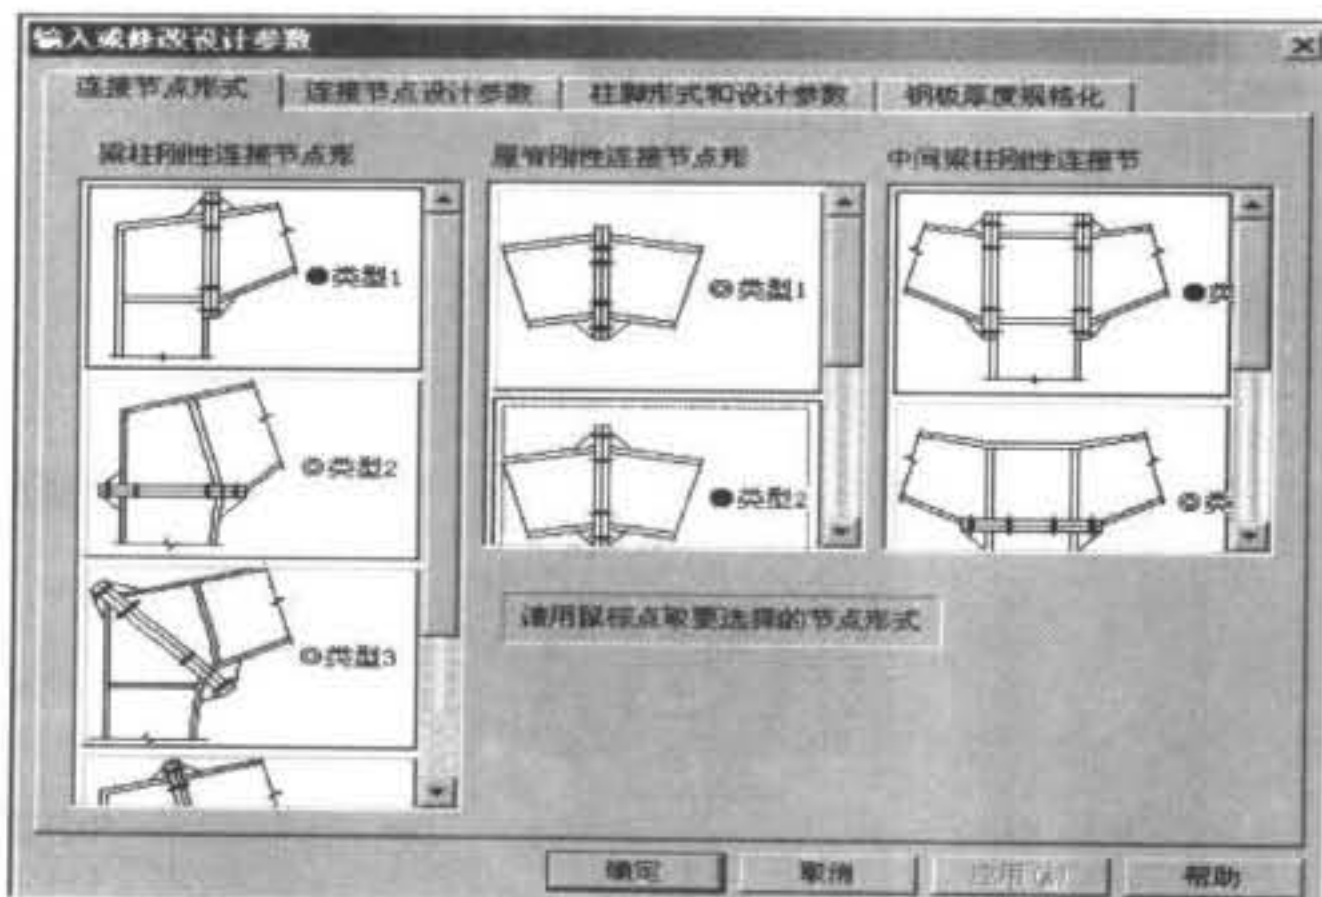 输入或修改设计参数
连接节点形式 连接节点设计参数 柱脚形式和设计参数 钢板厚度规格化
梁柱刚性连接节点形 屋脊刚性连接节点形 中间梁柱刚性连接节
类型1 类型1 类
类型2 类型2 类
类型3
请用鼠标点取要选择的节点形式
确定 取消 应用(A) 帮助